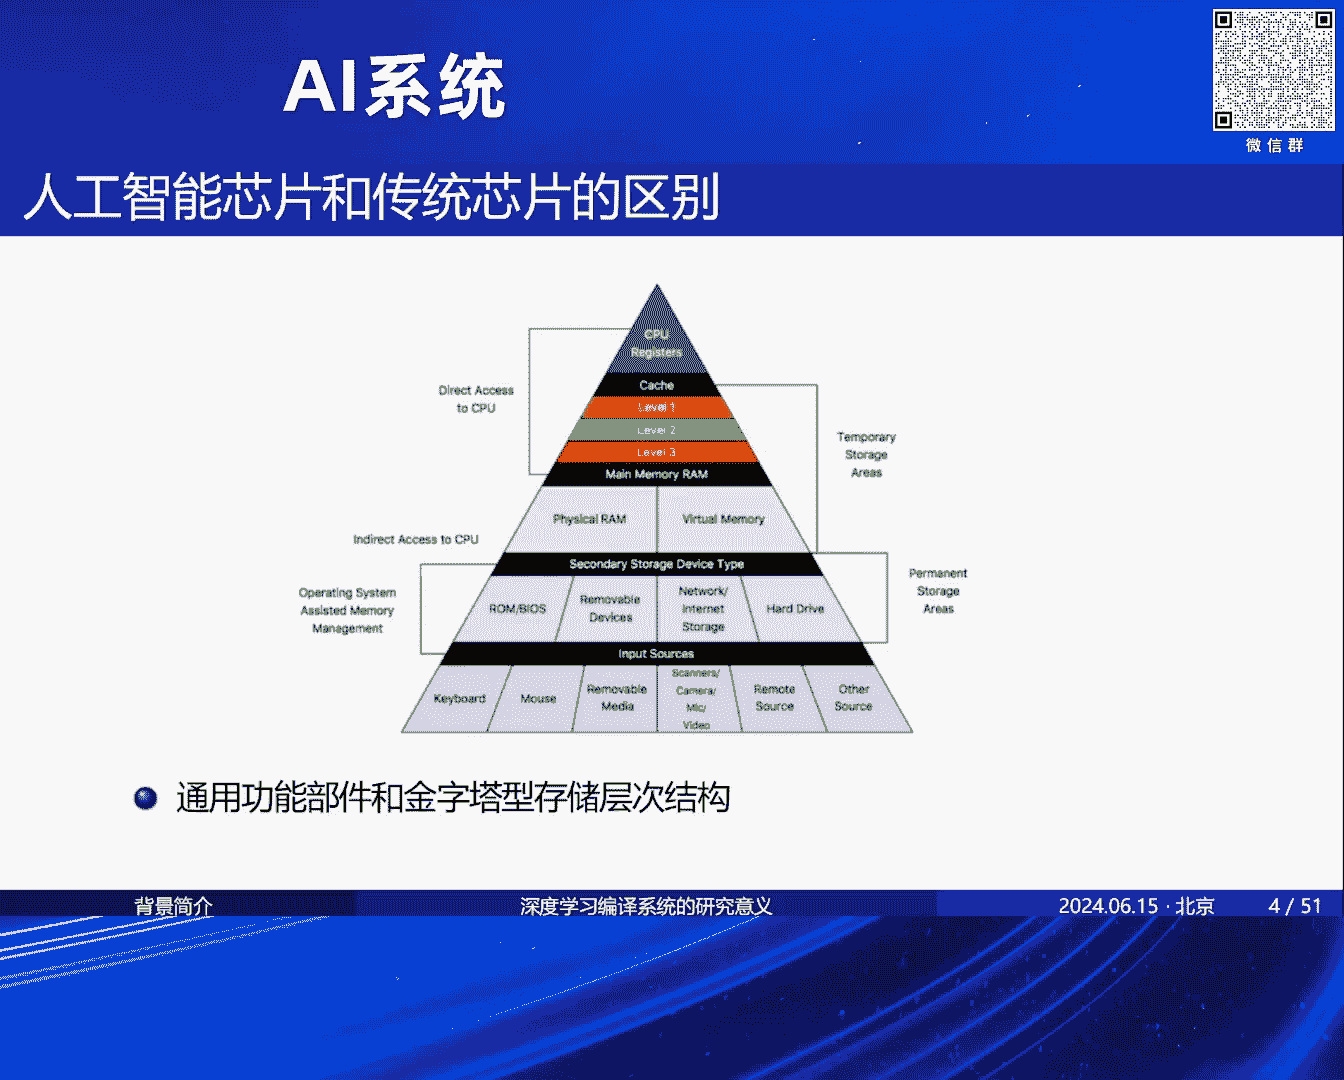 AI系统
微信群
人工智能芯片和传统芯片的区别
CPU
Registers
Cache
Level 1
Level 2
Level 3
Main Memory RAM
Physical RAM
Virtual Memory
Secondary Storage Device Type
ROM/BIOS
Removable
Devices
Network/
Internet
Storage
Hard Drive
Input Sources
Keyboard
Mouse
Removable
Media
Scanners/
Camera/
Mic/
Video
Remote
Source
Other
Source
Direct Access
to CPU
Indirect Access to CPU
Operating System
Assisted Memory
Management
Temporary
Storage
Areas
Permanent
Storage
Areas
通用功能部件和金字塔型存储层次结构
背景简介
深度学习编译系统的研究意义
2024.06.15 · 北京
4 / 51